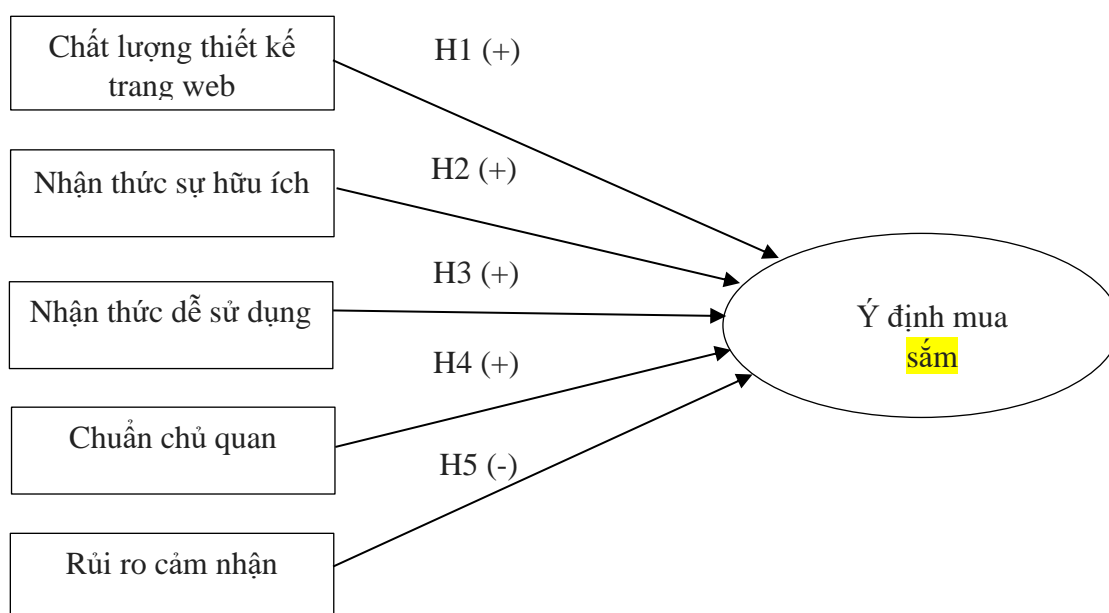 Chất lượng thiết kế
trang web
H1 (+)
Nhận thức sự hữu ích
H2 (+)
Nhận thức dễ sử dụng
H3 (+)
Ý định mua
sắm
Chuẩn chủ quan
H4 (+)
Rủi ro cảm nhận
H5 (-)